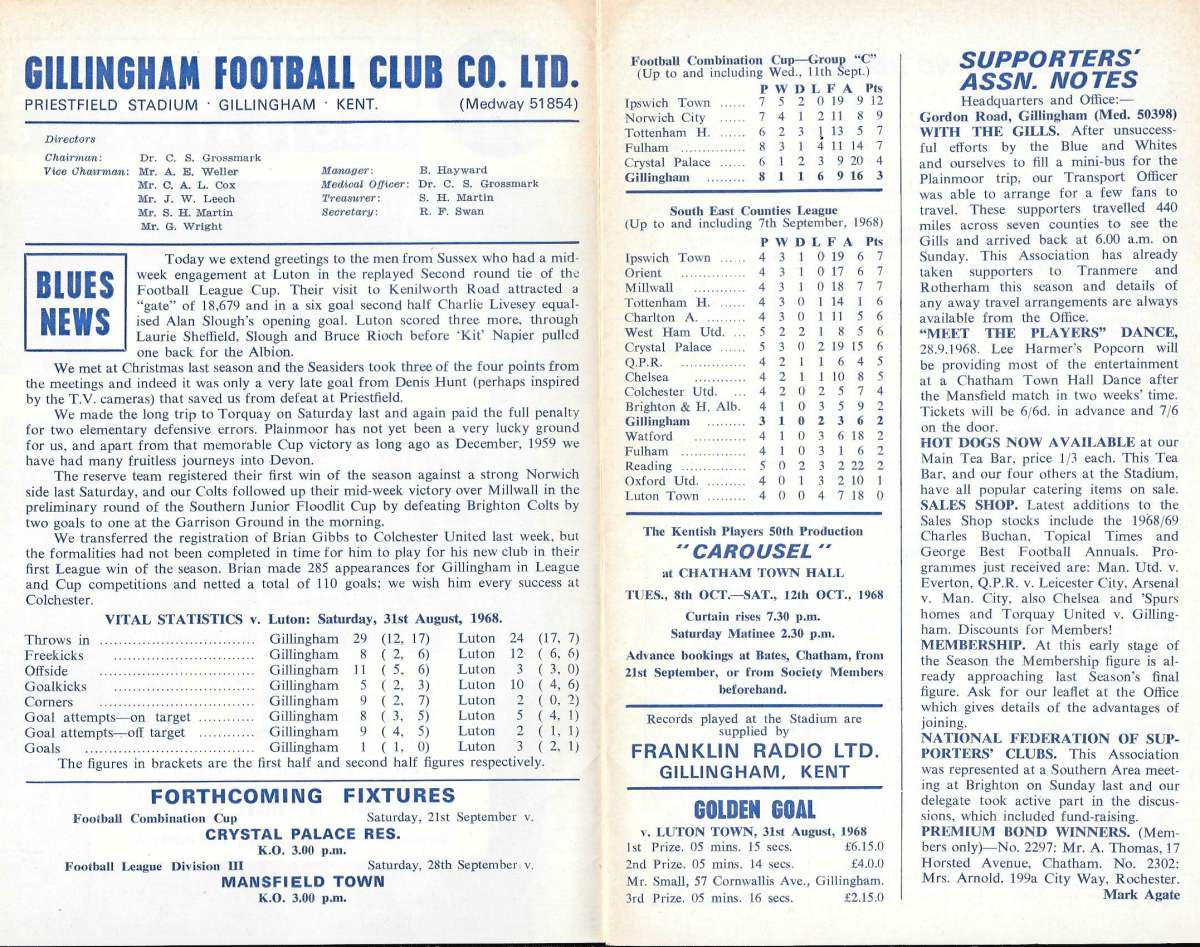 GILLINGHAM FOOTBALL CLUB CO. LTD.
PRIESTFIELD STADIUM · GILLINGHAM · KENT. (Medway 51854)
Directors
Chairman: Dr. C. S. Grossmark
Vice Chairman: Mr. A. E. Weller
Mr. C. A. L. Cox
Mr. J. W. Leech
Mr. S. H. Martin
Mr. G. Wright
Manager: B. Hayward
Medical Officer: Dr. C. S. Grossmark
Treasurer: S. H. Martin
Secretary: R. F. Swan
BLUES
NEWS
Today we extend greetings to the men from Sussex who had a mid-
week engagement at Luton in the replayed Second round tie of the
Football League Cup. Their visit to Kenilworth Road attracted a
"gate" of 18,679 and in a six goal second half Charlie Livesey equal-
ised Alan Slough's opening goal. Luton scored three more, through
Laurie Sheffield, Slough and Bruce Rioch before 'Kit' Napier pulled
one back for the Albion.
We met at Christmas last season and the Seasiders took three of the four points from
the meetings and indeed it was only a very late goal from Denis Hunt (perhaps inspired
by the T.V. cameras) that saved us from defeat at Priestfield.
We made the long trip to Torquay on Saturday last and again paid the full penalty
for two elementary defensive errors. Plainmoor has not yet been a very lucky ground
for us, and apart from that memorable Cup victory as long ago as December, 1959 we
have had many fruitless journeys into Devon.
The reserve team registered their first win of the season against a strong Norwich
side last Saturday, and our Colts followed up their mid-week victory over Millwall in the
preliminary round of the Southern Junior Floodlit Cup by defeating Brighton Colts by
two goals to one at the Garrison Ground in the morning.
We transferred the registration of Brian Gibbs to Colchester United last week, but
the formalities had not been completed in time for him to play for his new club in their
first League win of the season. Brian made 285 appearances for Gillingham in League
and Cup competitions and netted a total of 110 goals; we wish him every success at
Colchester.
VITAL STATISTICS v. Luton: Saturday, 31st August, 1968.
Throws in ........ Gillingham 29 (12, 17) Luton 24 (17, 7)
Freekicks ........ Gillingham 8 ( 2, 6) Luton 12 ( 6, 6)
Offside ........ Gillingham 11 ( 5, 6) Luton 3 ( 3, 0)
Goalkicks ........ Gillingham 5 ( 2, 3) Luton 10 ( 4, 6)
Corners ........ Gillingham 9 ( 2, 7) Luton 2 ( 0, 2)
Goal attempts—on target ........ Gillingham 8 ( 3, 5) Luton 5 ( 4, 1)
Goal attempts—off target ........ Gillingham 9 ( 4, 5) Luton 2 ( 1, 1)
Goals ........ Gillingham 1 ( 1, 0) Luton 3 ( 2, 1)
The figures in brackets are the first half and second half figures respectively.
FORTHCOMING FIXTURES
Football Combination Cup Saturday, 21st September v.
CRYSTAL PALACE RES.
K.O. 3.00 p.m.
Football League Division III Saturday, 28th September v.
MANSFIELD TOWN
K.O. 3.00 p.m.
Football Combination Cup—Group "C"
(Up to and including Wed., 11th Sept.)
P W D L F A Pts
Ipswich Town ...... 7 5 2 0 19 9 12
Norwich City ...... 7 4 1 2 11 8 9
Tottenham H. ...... 6 2 3 1 13 5 7
Fulham ...... 8 3 1 4 11 14 7
Crystal Palace ...... 6 1 2 3 9 20 4
Gillingham ...... 8 1 1 6 9 16 3
South East Counties League
(Up to and including 7th September, 1968)
P W D L F A Pts
Ipswich Town ...... 4 3 1 0 19 6 7
Orient ...... 4 3 1 0 17 6 7
Millwall ...... 4 3 1 0 18 7 7
Tottenham H. ...... 4 3 0 1 14 1 6
Charlton A. ...... 4 3 0 1 11 5 6
West Ham Utd. ... 5 2 2 1 8 5 6
Crystal Palace ...... 5 3 0 2 19 15 6
Q.P.R. ...... 4 2 1 1 6 4 5
Chelsea ...... 4 2 1 1 10 8 5
Colchester Utd. ... 4 2 0 2 5 7 4
Brighton & H. Alb. 4 1 0 3 5 9 2
Gillingham ...... 3 1 0 2 3 6 2
Watford ...... 4 1 0 3 6 18 2
Fulham ...... 4 1 0 3 1 6 2
Reading ...... 5 0 2 3 2 22 2
Oxford Utd. ...... 4 0 1 3 2 10 1
Luton Town ...... 4 0 0 4 7 18 0
The Kentish Players 50th Production
"CAROUSEL"
at CHATHAM TOWN HALL
TUES., 8th OCT.—SAT., 12th OCT., 1968
Curtain rises 7.30 p.m.
Saturday Matinee 2.30 p.m.
Advance bookings at Bates, Chatham, from
21st September, or from Society Members
beforehand.
Records played at the Stadium are
supplied by
FRANKLIN RADIO LTD.
GILLINGHAM, KENT
GOLDEN GOAL
v. LUTON TOWN, 31st August, 1968
1st Prize. 05 mins. 15 secs. £6.15.0
2nd Prize. 05 mins. 14 secs. £4.0.0
Mr. Small, 57 Cornwallis Ave., Gillingham.
3rd Prize. 05 mins. 16 secs. £2.15.0
SUPPORTERS'
ASSN. NOTES
Headquarters and Office:—
Gordon Road, Gillingham (Med. 50398)
WITH THE GILLS. After unsuccess-
ful efforts by the Blue and Whites
and ourselves to fill a mini-bus for the
Plainmoor trip, our Transport Officer
was able to arrange for a few fans to
travel. These supporters travelled 440
miles across seven counties to see the
Gills and arrived back at 6.00 a.m. on
Sunday. This Association has already
taken supporters to Tranmere and
Rotherham this season and details of
any away travel arrangements are always
available from the Office.
"MEET THE PLAYERS" DANCE,
28.9.1968. Lee Harmer's Popcorn will
be providing most of the entertainment
at a Chatham Town Hall Dance after
the Mansfield match in two weeks' time.
Tickets will be 6/6d. in advance and 7/6
on the door.
HOT DOGS NOW AVAILABLE at our
Main Tea Bar, price 1/3 each. This Tea
Bar, and our four others at the Stadium,
have all popular catering items on sale.
SALES SHOP. Latest additions to the
Sales Shop stocks include the 1968/69
Charles Buchan, Topical Times and
George Best Football Annuals. Pro-
grammes just received are: Man. Utd. v.
Everton, Q.P.R. v. Leicester City, Arsenal
v. Man. City, also Chelsea and 'Spurs
homes and Torquay United v. Gilling-
ham. Discounts for Members!
MEMBERSHIP. At this early stage of
the Season the Membership figure is al-
ready approaching last Season's final
figure. Ask for our leaflet at the Office
which gives details of the advantages of
joining.
NATIONAL FEDERATION OF SUP-
PORTERS' CLUBS. This Association
was represented at a Southern Area meet-
ing at Brighton on Sunday last and our
delegate took active part in the discus-
sions, which included fund-raising.
PREMIUM BOND WINNERS. (Mem-
bers only)—No. 2297: Mr. A. Thomas, 17
Horsted Avenue, Chatham. No. 2302:
Mrs. Arnold, 199a City Way, Rochester.
Mark Agate